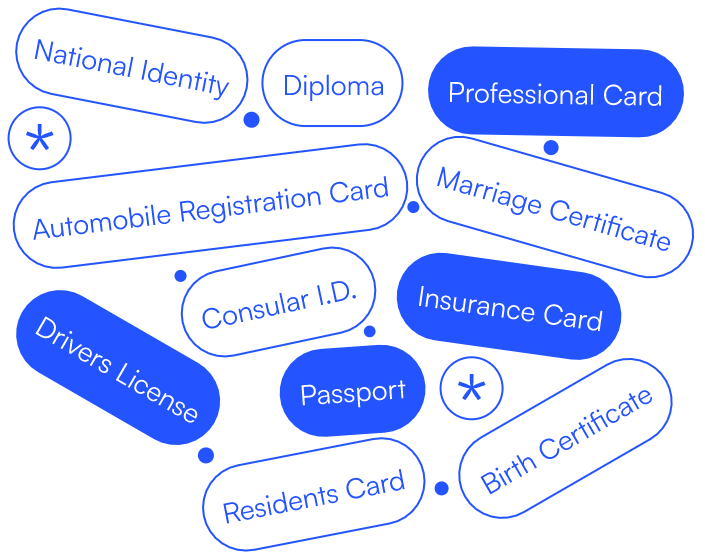 National Identity
Diploma
Professional Card
*
Automobile Registration Card
Marriage Certificate
Consular I.D.
Insurance Card
Drivers License
Passport
*
Birth Certificate
Residents Card